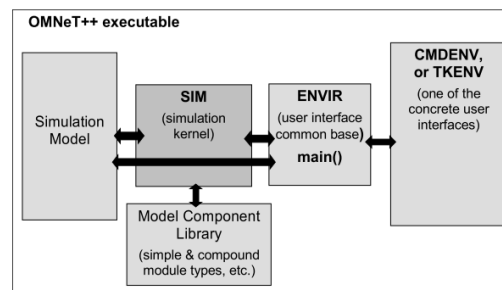 OMNeT++ executable
Simulation
Model
SIM
(simulation
kernel)
ENVIR
(user interface
common base)
main()
CMDENV,
or TKENV
(one of the
concrete user
interfaces)
Model Component
Library
(simple & compound
module types, etc.)